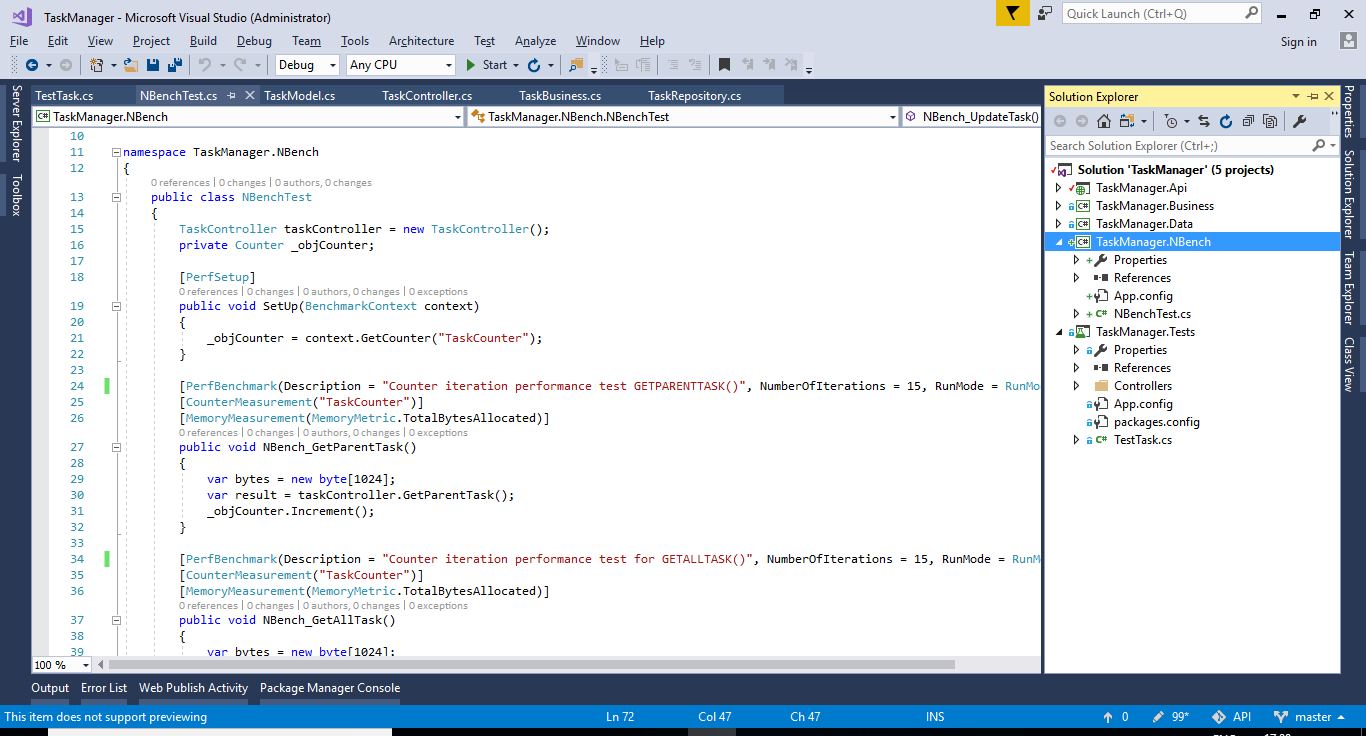 TaskManager - Microsoft Visual Studio (Administrator)
Quick Launch (Ctrl+Q)
File Edit View Project Build Debug Team Tools Architecture Test Analyze Window Help
Sign in
Debug Any CPU Start
Server Explorer
Toolbox
TestTask.cs NBenchTest.cs TaskModel.cs TaskController.cs TaskBusiness.cs TaskRepository.cs
C# TaskManager.NBench TaskManager.NBench.NBenchTest NBench_UpdateTask()
10
11 namespace TaskManager.NBench
12 {
0 references | 0 changes | 0 authors, 0 changes
13 public class NBenchTest
14 {
15 TaskController taskController = new TaskController();
16 private Counter _objCounter;
17
18 [PerfSetup]
0 references | 0 changes | 0 authors, 0 changes | 0 exceptions
19 public void SetUp(BenchmarkContext context)
20 {
21 _objCounter = context.GetCounter("TaskCounter");
22 }
23
24 [PerfBenchmark(Description = "Counter iteration performance test GETPARENTTASK()", NumberOfIterations = 15, RunMode = RunMo
25 [CounterMeasurement("TaskCounter")]
26 [MemoryMeasurement(MemoryMetric.TotalBytesAllocated)]
0 references | 0 changes | 0 authors, 0 changes | 0 exceptions
27 public void NBench_GetParentTask()
28 {
29 var bytes = new byte[1024];
30 var result = taskController.GetParentTask();
31 _objCounter.Increment();
32 }
33
34 [PerfBenchmark(Description = "Counter iteration performance test for GETALLTASK()", NumberOfIterations = 15, RunMode = RunM
35 [CounterMeasurement("TaskCounter")]
36 [MemoryMeasurement(MemoryMetric.TotalBytesAllocated)]
0 references | 0 changes | 0 authors, 0 changes | 0 exceptions
37 public void NBench_GetAllTask()
38 {
39 var bytes = new byte[1024];
100 %
Solution Explorer
Search Solution Explorer (Ctrl+;)
Solution 'TaskManager' (5 projects)
TaskManager.Api
C# TaskManager.Business
C# TaskManager.Data
C# TaskManager.NBench
Properties
References
App.config
C# NBenchTest.cs
TaskManager.Tests
Properties
References
Controllers
App.config
packages.config
C# TestTask.cs
Properties
Solution Explorer
Team Explorer
Class View
Output Error List Web Publish Activity Package Manager Console
This item does not support previewing Ln 72 Col 47 Ch 47 INS 0 99* API master